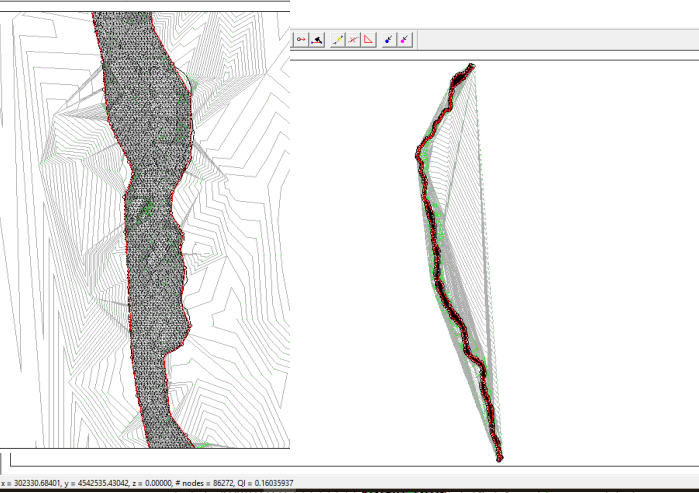 x = 302330.68401, y = 4542535.43042, z = 0.00000, # nodes = 86272, QI = 0.16035937